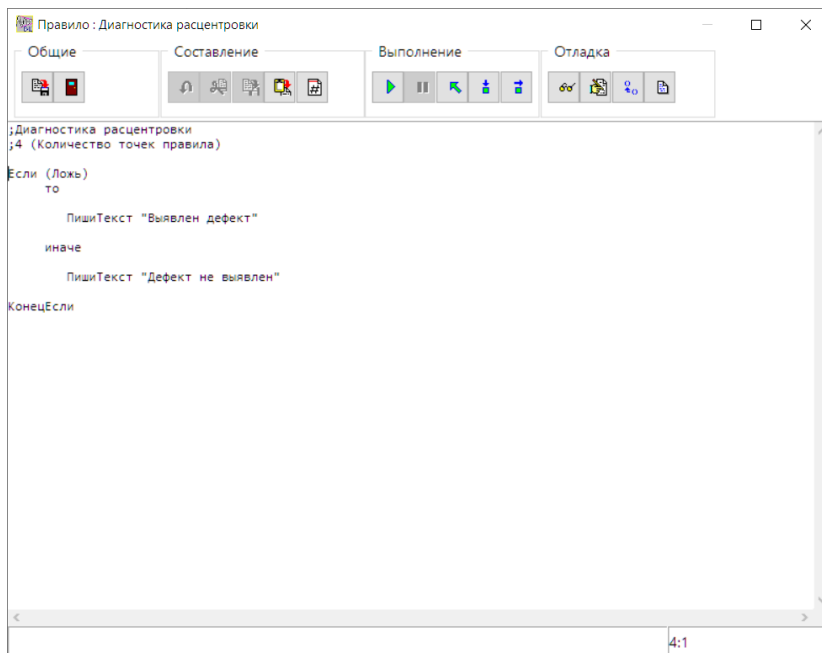 Правило : Диагностика расцентровки
Общие Составление Выполнение Отладка
;Диагностика расцентровки
;4 (Количество точек правила)
Если (Ложь)
то
ПишиТекст "Выявлен дефект"
иначе
ПишиТекст "Дефект не выявлен"
КонецЕсли
4:1